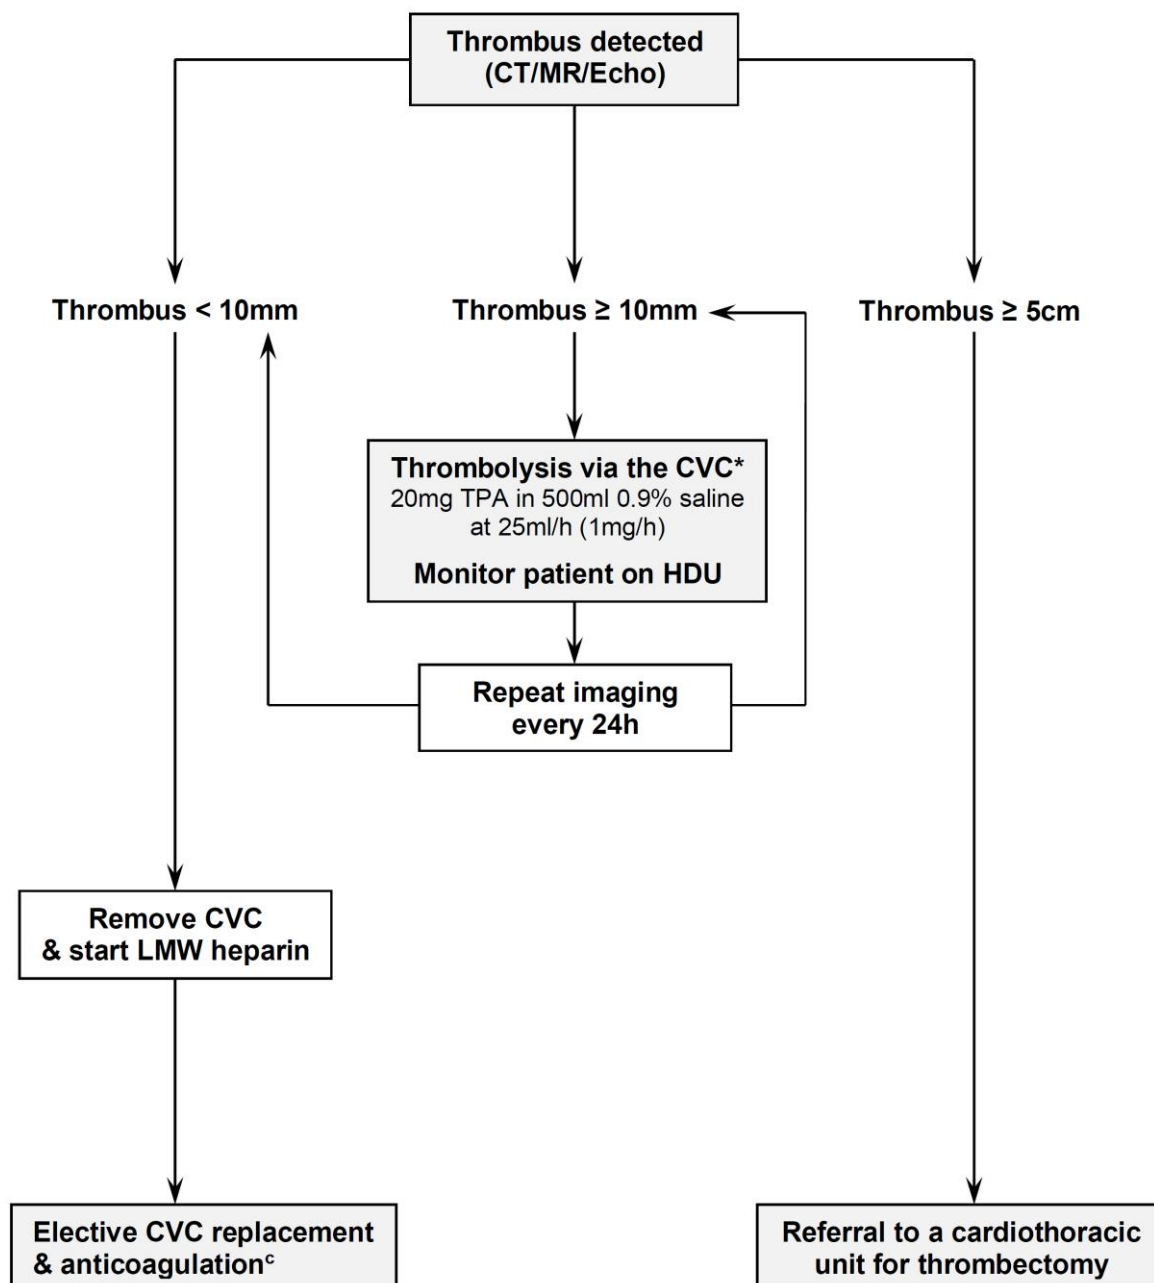 Thrombus detected
(CT/MR/Echo)
Thrombus < 10mm
Thrombus ≥ 10mm
Thrombus ≥ 5cm
Thrombolysis via the CVC*
20mg TPA in 500ml 0.9% saline
at 25ml/h (1mg/h)
Monitor patient on HDU
Repeat imaging
every 24h
Remove CVC
& start LMW heparin
Elective CVC replacement
& anticoagulationᶜ
Referral to a cardiothoracic
unit for thrombectomy